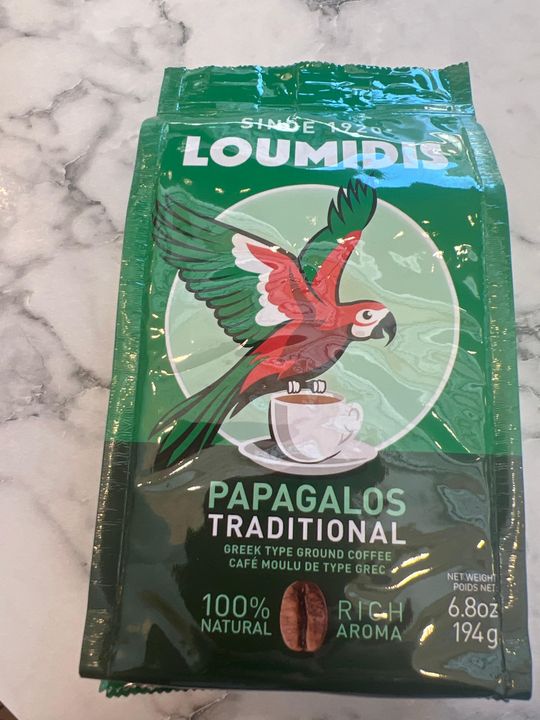 SINCE 1920
LOUMIDIS
PAPAGALOS
TRADITIONAL
GREEK TYPE GROUND COFFEE
CAFÉ MOULU DE TYPE GREC
100%
NATURAL
RICH
AROMA
NET WEIGHT
POIDS NET
6.8oz
194g